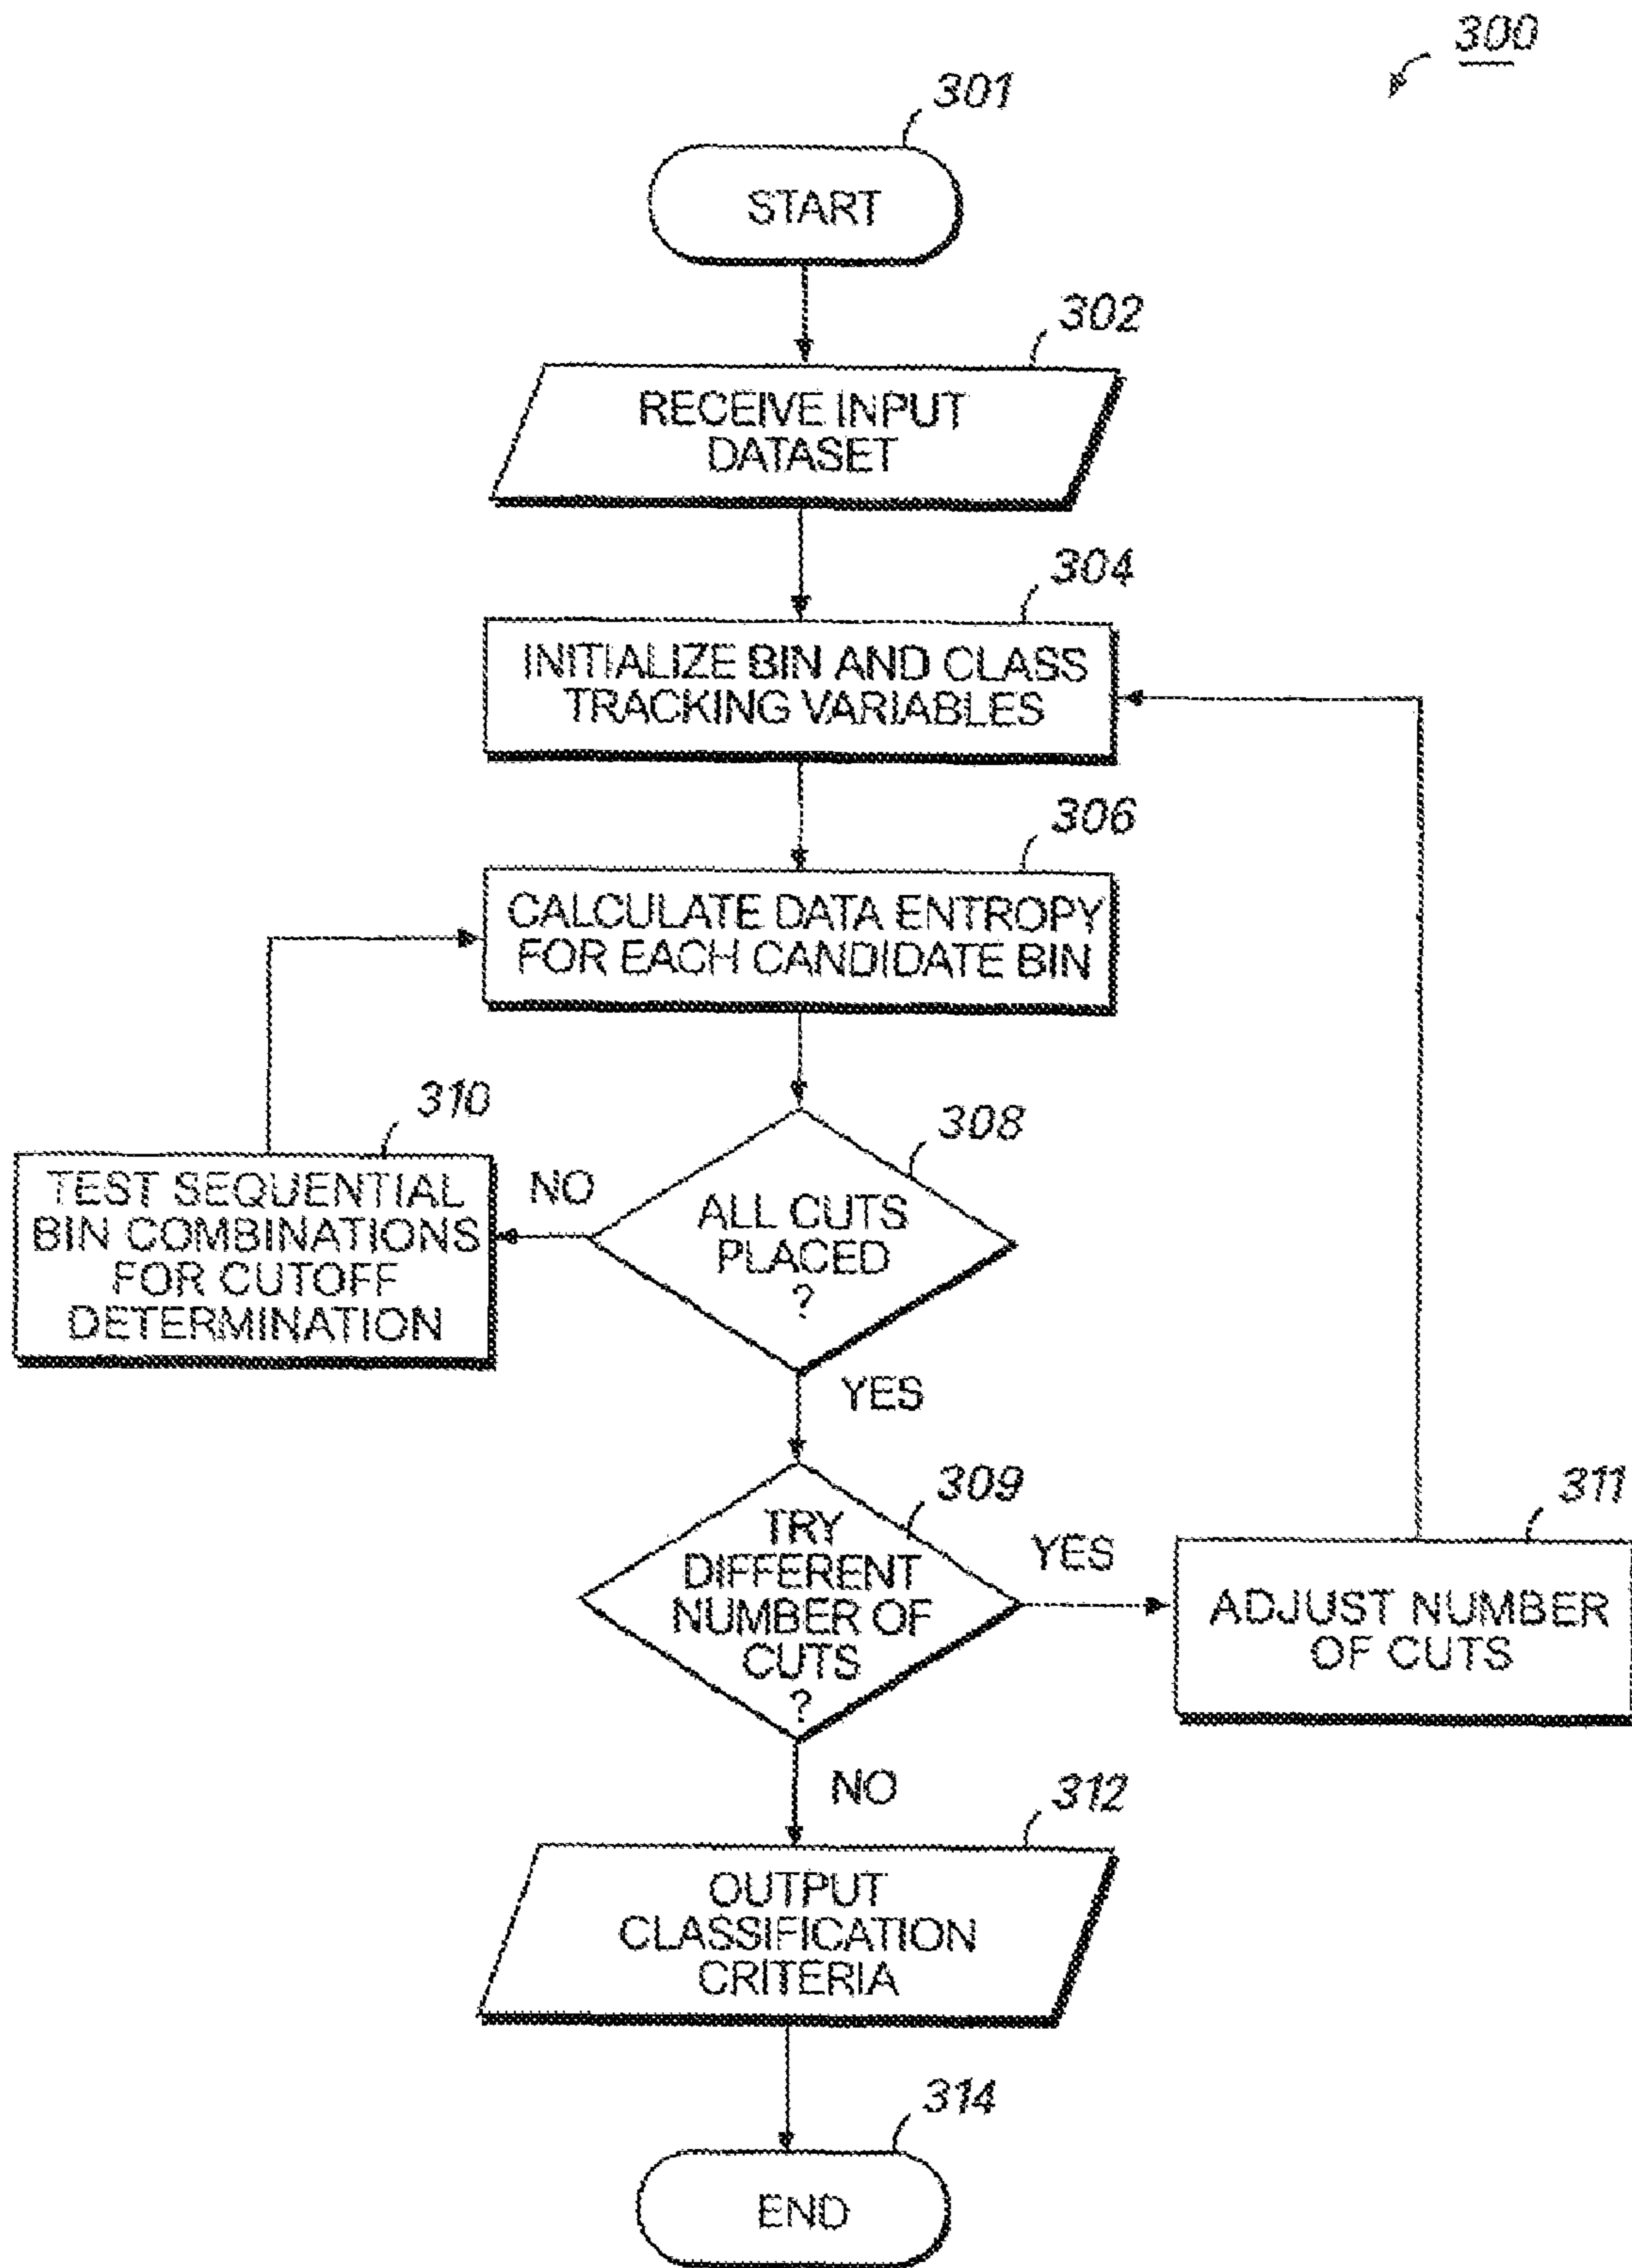 300
301
START
302
RECEIVE INPUT
DATASET
304
INITIALIZE BIN AND CLASS
TRACKING VARIABLES
306
CALCULATE DATA ENTROPY
FOR EACH CANDIDATE BIN
310
TEST SEQUENTIAL
BIN COMBINATIONS
FOR CUTOFF
DETERMINATION
NO
308
ALL CUTS
PLACED
?
YES
309
TRY
DIFFERENT
NUMBER OF
CUTS
?
YES
311
ADJUST NUMBER
OF CUTS
NO
312
OUTPUT
CLASSIFICATION
CRITERIA
314
END